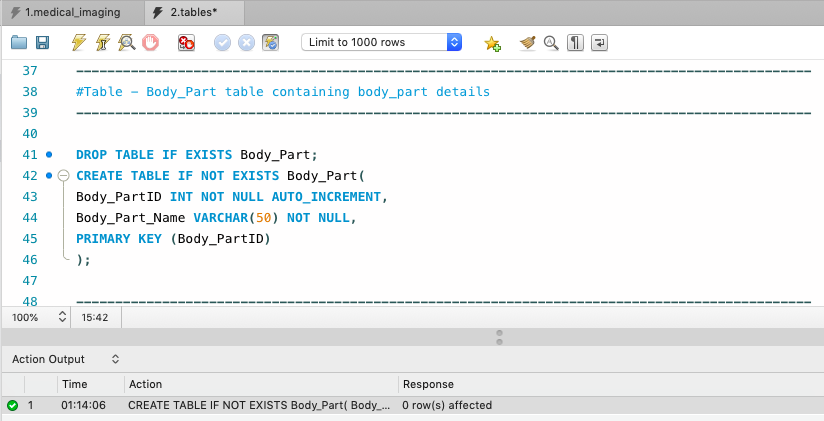 1.medical_imaging 2.tables*
Limit to 1000 rows
37 --------------------------------------------------------------------------------------------
38 #Table - Body_Part table containing body_part details
39 --------------------------------------------------------------------------------------------
40
41 DROP TABLE IF EXISTS Body_Part;
42 CREATE TABLE IF NOT EXISTS Body_Part(
43 Body_PartID INT NOT NULL AUTO_INCREMENT,
44 Body_Part_Name VARCHAR(50) NOT NULL,
45 PRIMARY KEY (Body_PartID)
46 );
47
48 --------------------------------------------------------------------------------------------
100% 15:42
Action Output
Time Action Response
1 01:14:06 CREATE TABLE IF NOT EXISTS Body_Part( Body_... 0 row(s) affected